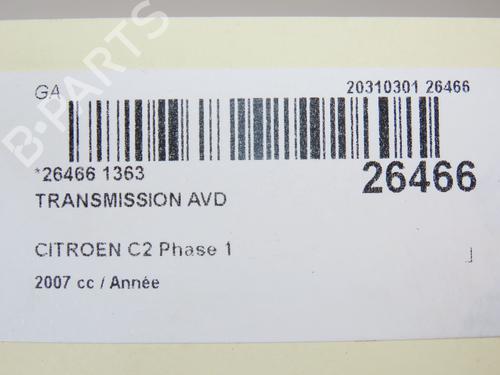 B-PARTS
GA
20310301 26466
*26466 1363
26466
TRANSMISSION AVD
CITROEN C2 Phase 1
2007 cc / Année